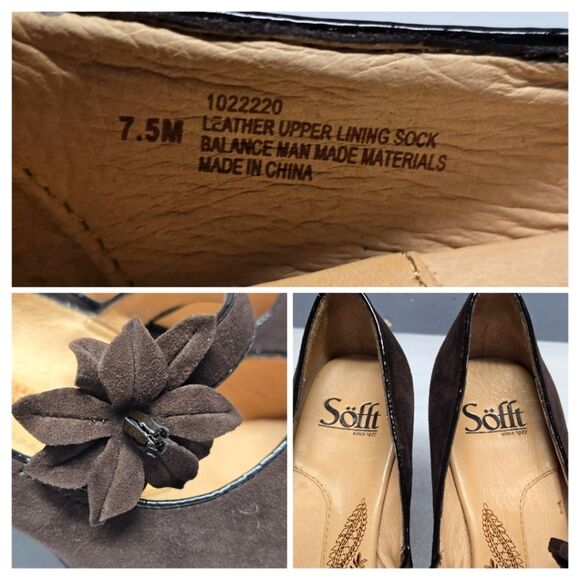 1022220
7.5M LEATHER UPPER LINING SOCK
BALANCE MAN MADE MATERIALS
MADE IN CHINA
Söfft
SINCE 1927
Söfft
SINCE 1927